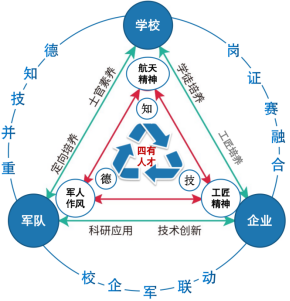 学校
德知技并重
岗证赛融合
校企军联动
航天
精神
士官素养
学徒培养
定向培养
工匠培养
知
四有
人才
德
技
军人
作风
工匠
精神
军队
企业
科研应用
技术创新